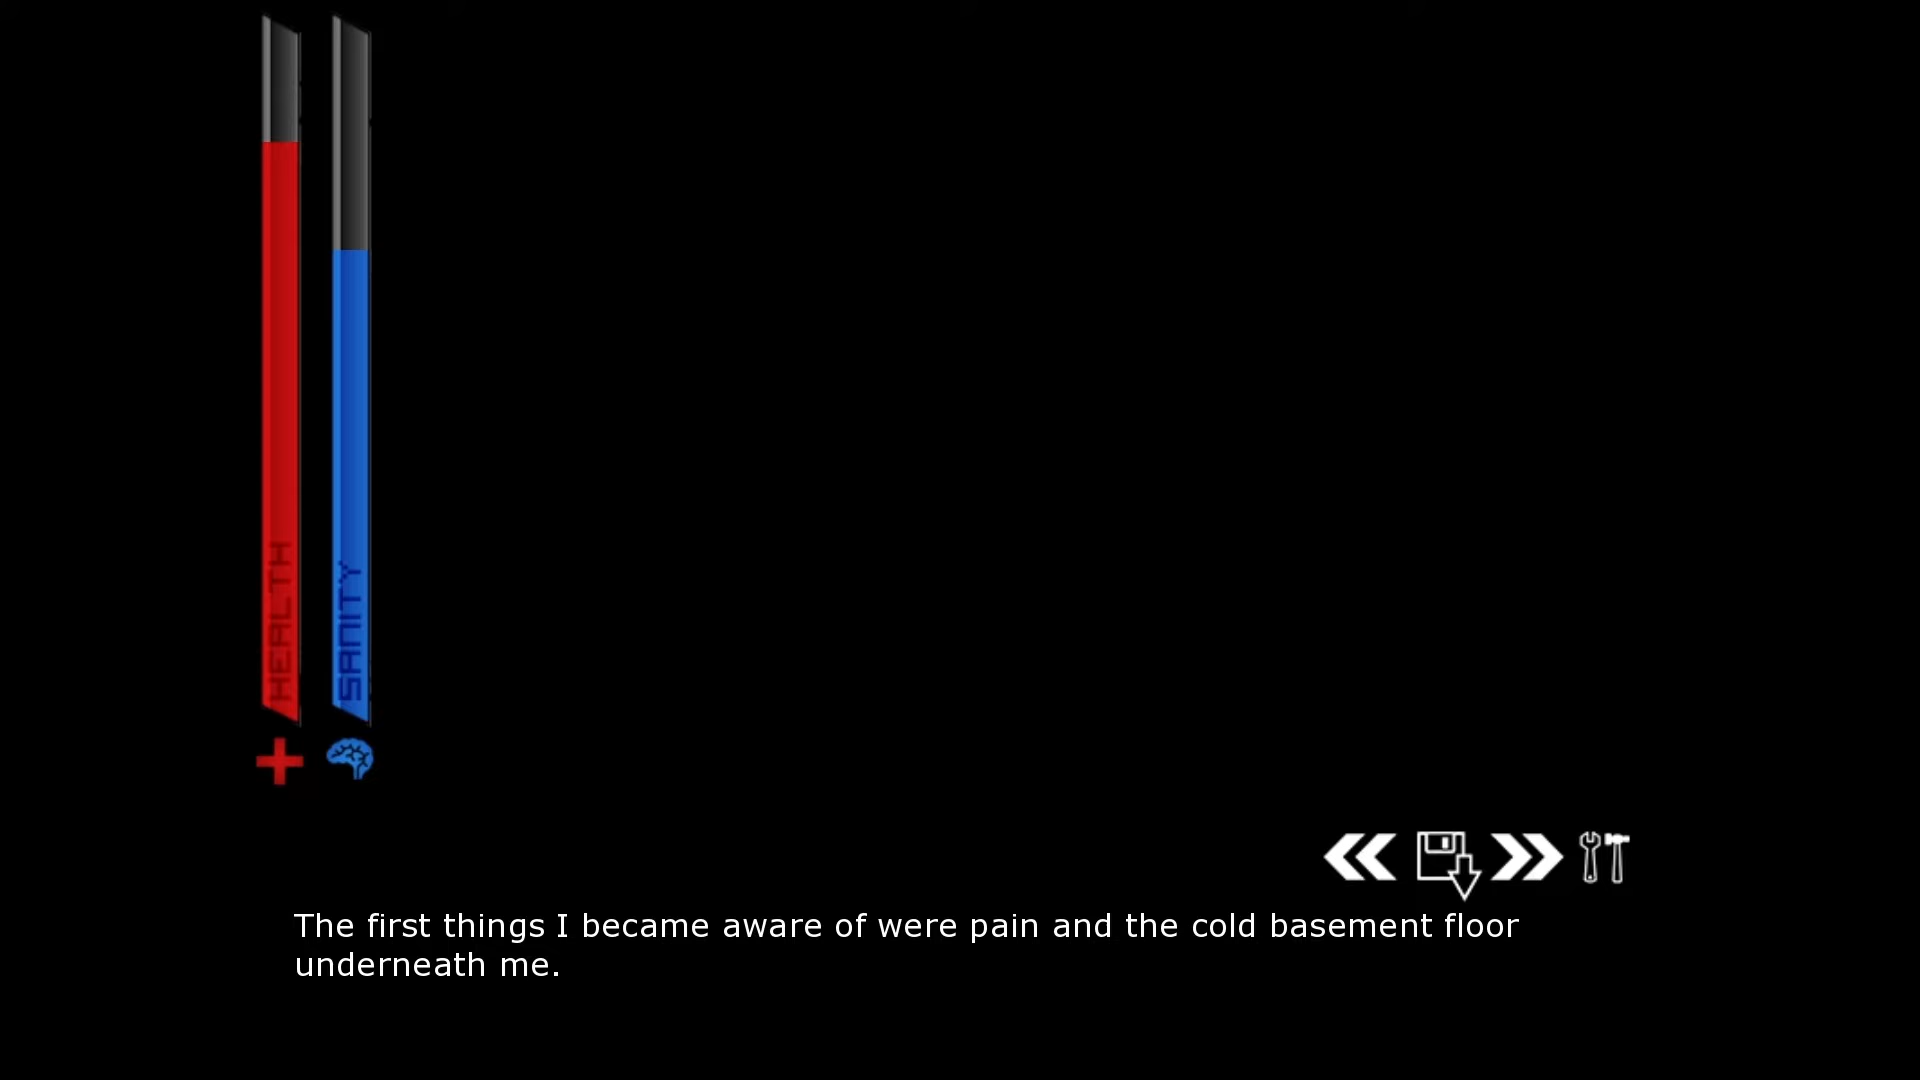 HEALTH
SANITY
The first things I became aware of were pain and the cold basement floor
underneath me.